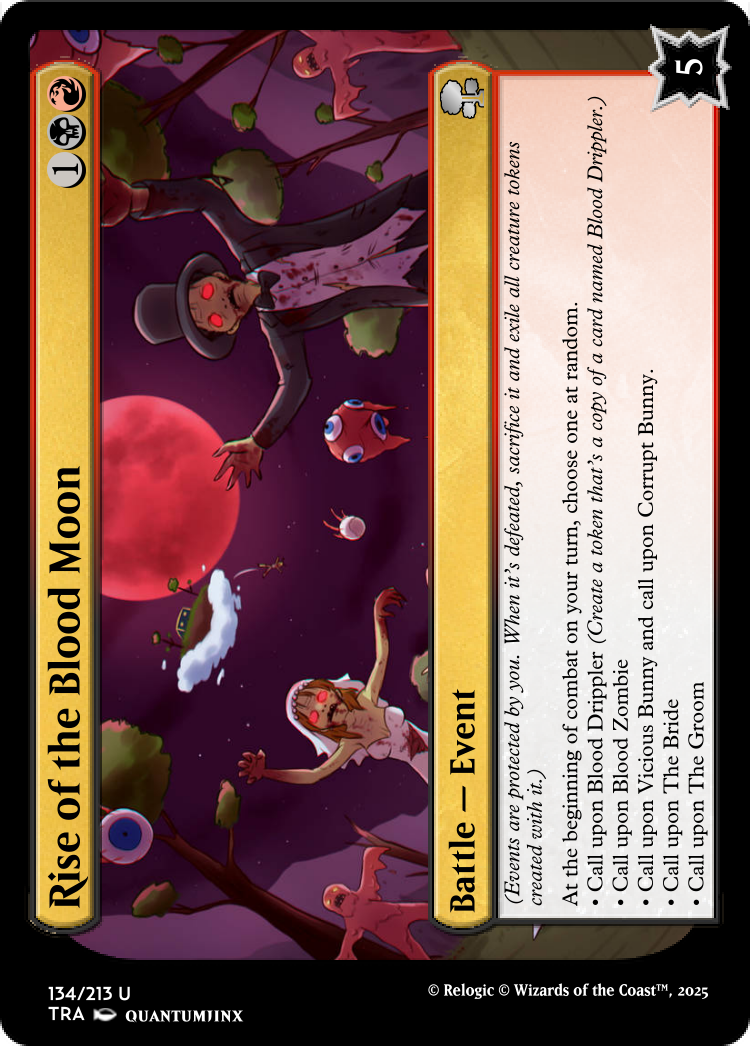 Rise of the Blood Moon
1
Battle — Event
5
(Events are protected by you. When it's defeated, sacrifice it and exile all creature tokens
created with it.)
At the beginning of combat on your turn, choose one at random.
• Call upon Blood Drippler (Create a token that's a copy of a card named Blood Drippler.)
• Call upon Blood Zombie
• Call upon Vicious Bunny and call upon Corrupt Bunny.
• Call upon The Bride
• Call upon The Groom
134/213 U
TRA QUANTUMJINX
© Relogic © Wizards of the Coast™, 2025